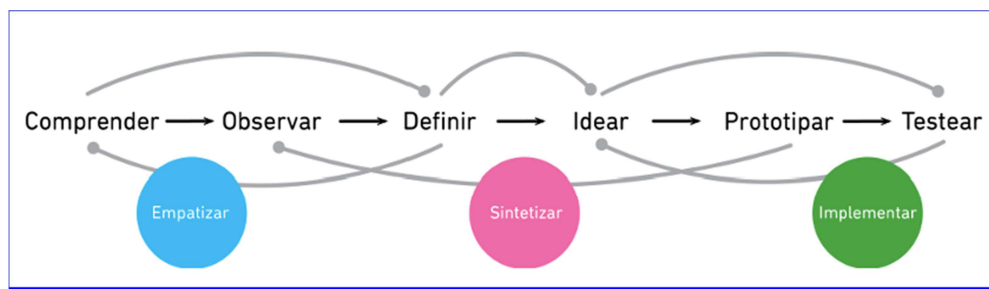 Comprender Observar Definir Idear Prototipar Testear
Empatizar Sintetizar Implementar